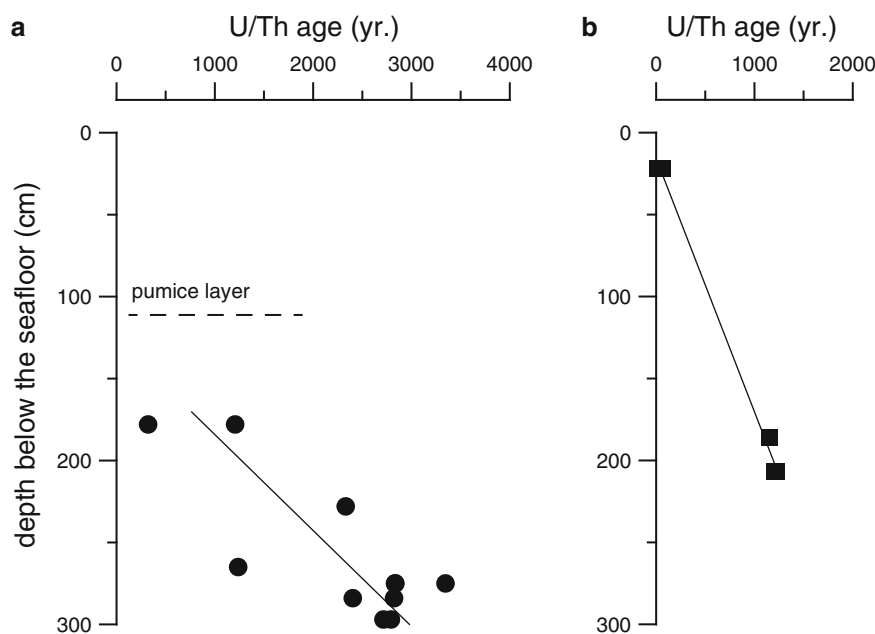 a U/Th age (yr.)
0 1000 2000 3000 4000
depth below the seafloor (cm)
0
100
200
300
pumice layer
b U/Th age (yr.)
0 1000 2000
0
100
200
300